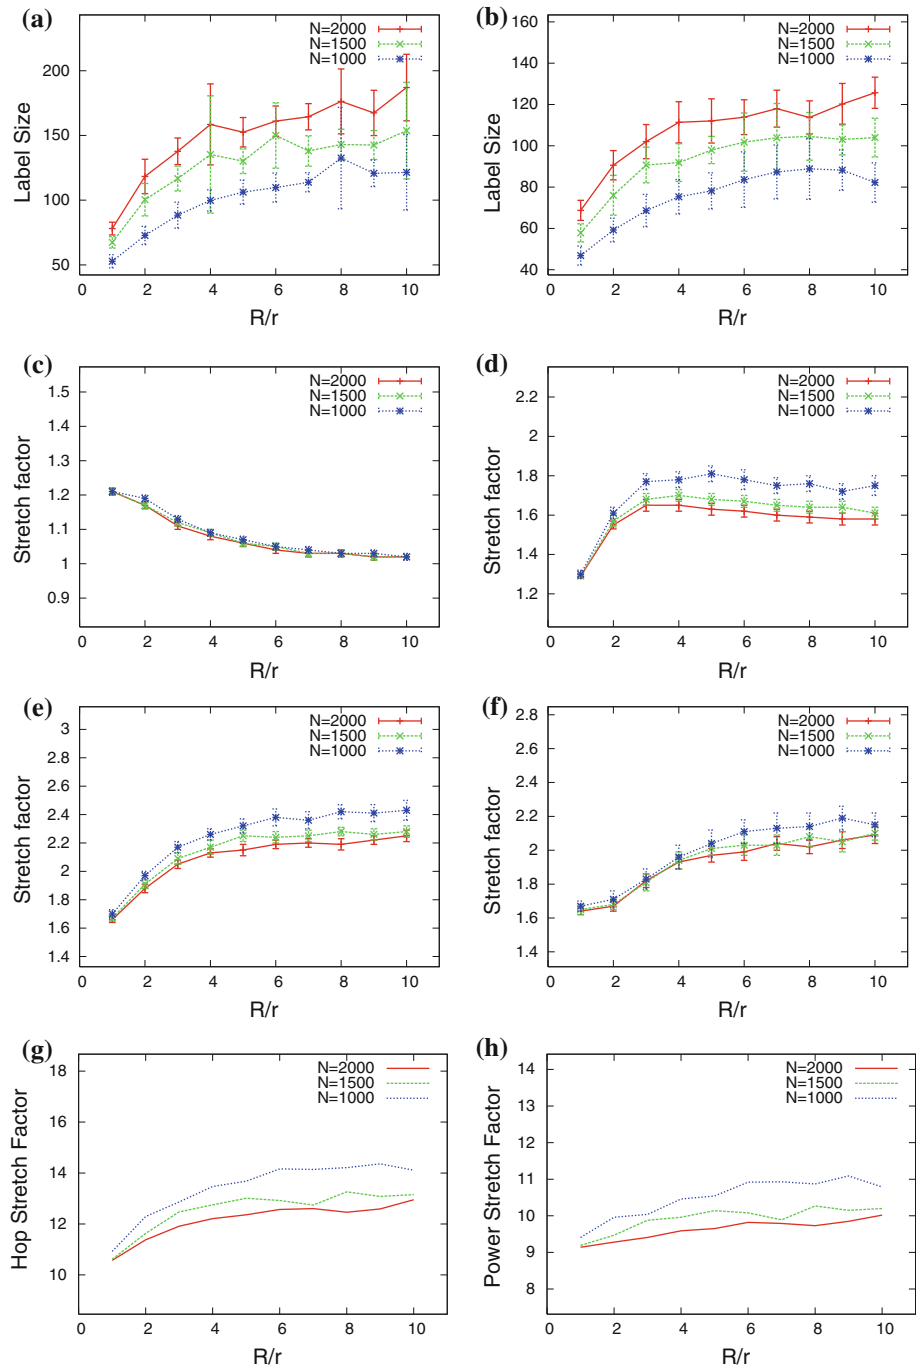 (a)
N=2000
N=1500
N=1000
Label Size
200
150
100
50
0 2 4 6 8 10
R/r
(b)
N=2000
N=1500
N=1000
Label Size
160
140
120
100
80
60
40
0 2 4 6 8 10
R/r
(c)
N=2000
N=1500
N=1000
Stretch factor
1.5
1.4
1.3
1.2
1.1
1
0.9
0 2 4 6 8 10
R/r
(d)
N=2000
N=1500
N=1000
Stretch factor
2.2
2
1.8
1.6
1.4
1.2
0 2 4 6 8 10
R/r
(e)
N=2000
N=1500
N=1000
Stretch factor
3
2.8
2.6
2.4
2.2
2
1.8
1.6
1.4
0 2 4 6 8 10
R/r
(f)
N=2000
N=1500
N=1000
Stretch factor
2.8
2.6
2.4
2.2
2
1.8
1.6
1.4
0 2 4 6 8 10
R/r
(g)
N=2000
N=1500
N=1000
Hop Stretch Factor
18
16
14
12
10
0 2 4 6 8 10
R/r
(h)
N=2000
N=1500
N=1000
Power Stretch Factor
14
13
12
11
10
9
8
0 2 4 6 8 10
R/r